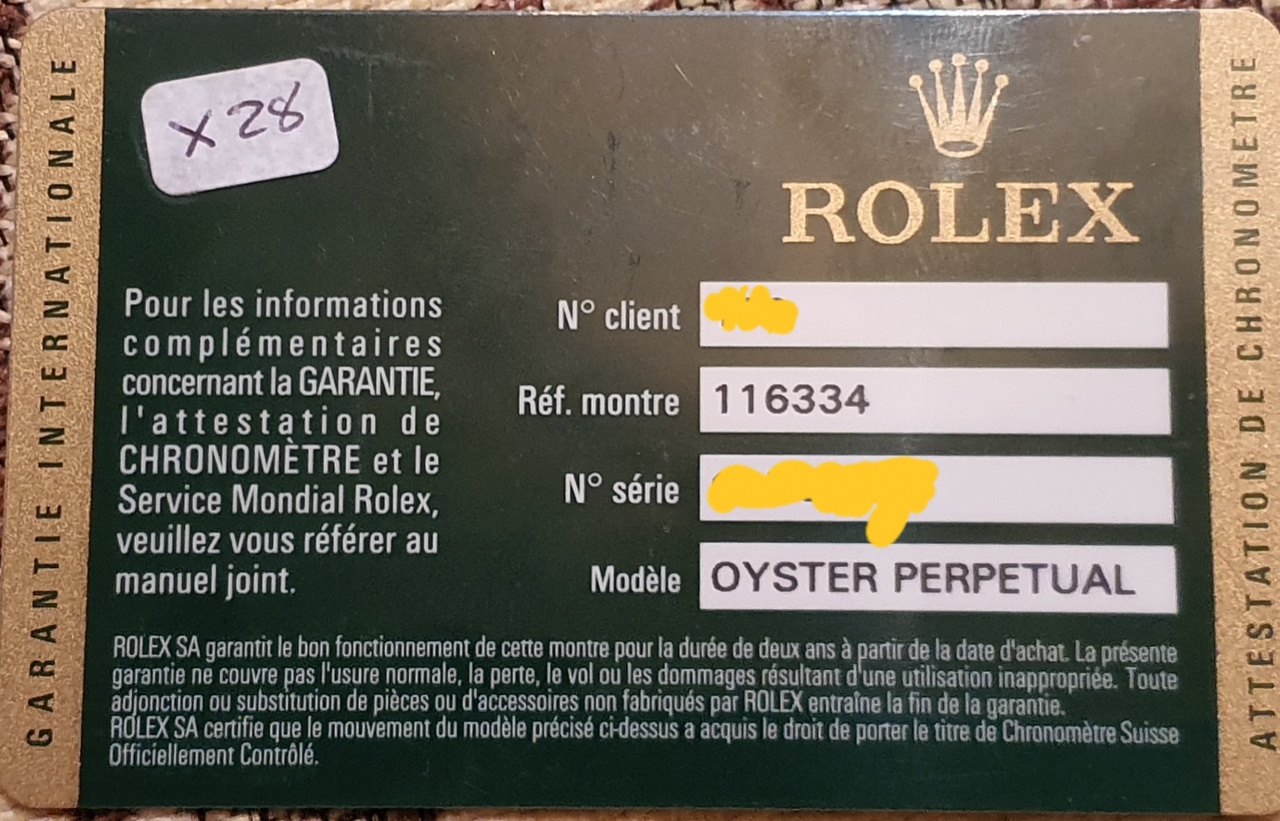 GARANTIE INTERNATIONALE
X 28
ROLEX
Pour les informations
complémentaires
concernant la GARANTIE,
l'attestation de
CHRONOMÈTRE et le
Service Mondial Rolex,
veuillez vous référer au
manuel joint.
N° client
Réf. montre 116334
N° série
Modèle OYSTER PERPETUAL
ROLEX SA garantit le bon fonctionnement de cette montre pour la durée de deux ans à partir de la date d'achat. La présente
garantie ne couvre pas l'usure normale, la perte, le vol ou les dommages résultant d'une utilisation inappropriée. Toute
adjonction ou substitution de pièces ou d'accessoires non fabriqués par ROLEX entraîne la fin de la garantie.
ROLEX SA certifie que le mouvement du modèle précisé ci-dessus a acquis le droit de porter le titre de Chronomètre Suisse
Officiellement Contrôlé.
ATTESTATION DE CHRONOMETRE